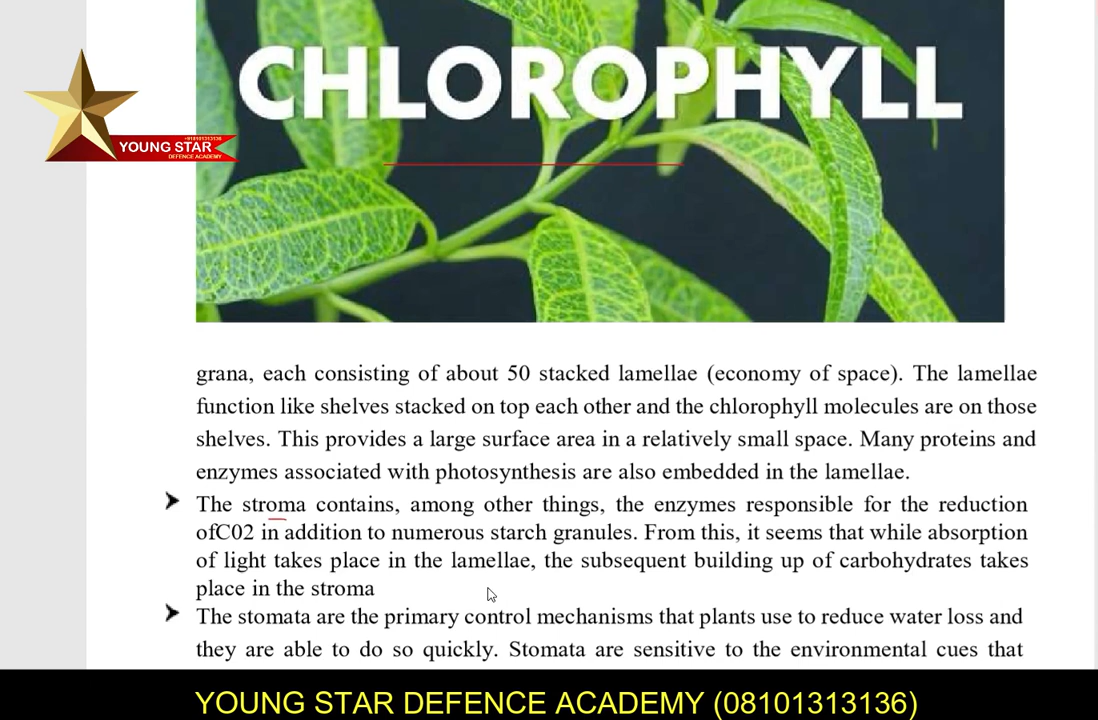 CHLOROPHYLL
+08101313136
YOUNG STAR
DEFENCE ACADEMY
grana, each consisting of about 50 stacked lamellae (economy of space). The lamellae
function like shelves stacked on top each other and the chlorophyll molecules are on those
shelves. This provides a large surface area in a relatively small space. Many proteins and
enzymes associated with photosynthesis are also embedded in the lamellae.
The stroma contains, among other things, the enzymes responsible for the reduction
ofC02 in addition to numerous starch granules. From this, it seems that while absorption
of light takes place in the lamellae, the subsequent building up of carbohydrates takes
place in the stroma
The stomata are the primary control mechanisms that plants use to reduce water loss and
they are able to do so quickly. Stomata are sensitive to the environmental cues that
YOUNG STAR DEFENCE ACADEMY (08101313136)